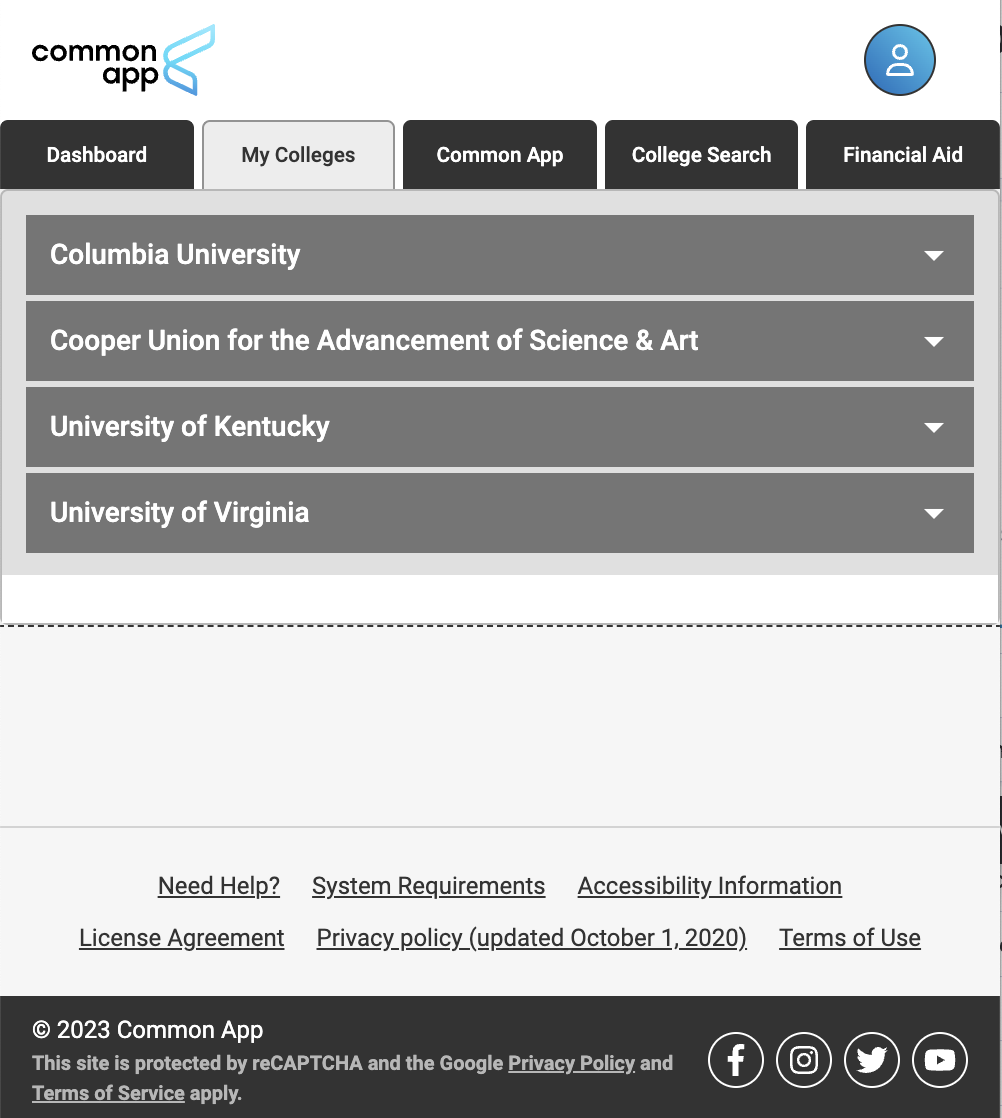 common
app
Dashboard My Colleges Common App College Search Financial Aid
Columbia University
Cooper Union for the Advancement of Science & Art
University of Kentucky
University of Virginia
Need Help? System Requirements Accessibility Information
License Agreement Privacy policy (updated October 1, 2020) Terms of Use
© 2023 Common App
This site is protected by reCAPTCHA and the Google Privacy Policy and
Terms of Service apply.